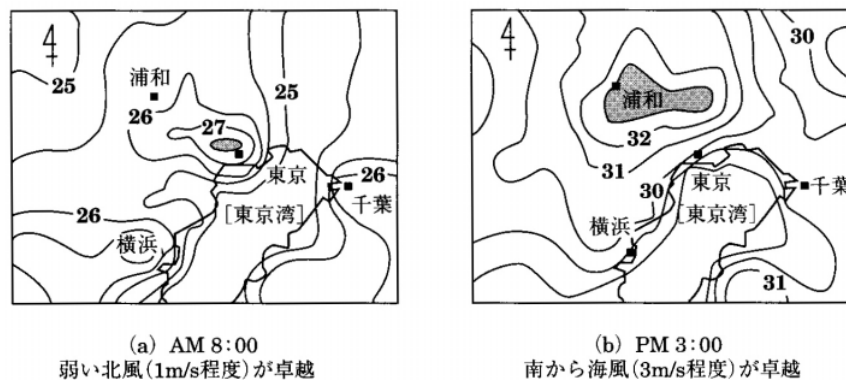 25
浦和
26
25
27
東京
26
千葉
26
[東京湾]
横浜
(a) AM 8:00
弱い北風(1m/s程度)が卓越
30
浦和
32
31
30
東京
千葉
[東京湾]
横浜
31
(b) PM 3:00
南から海風(3m/s程度)が卓越